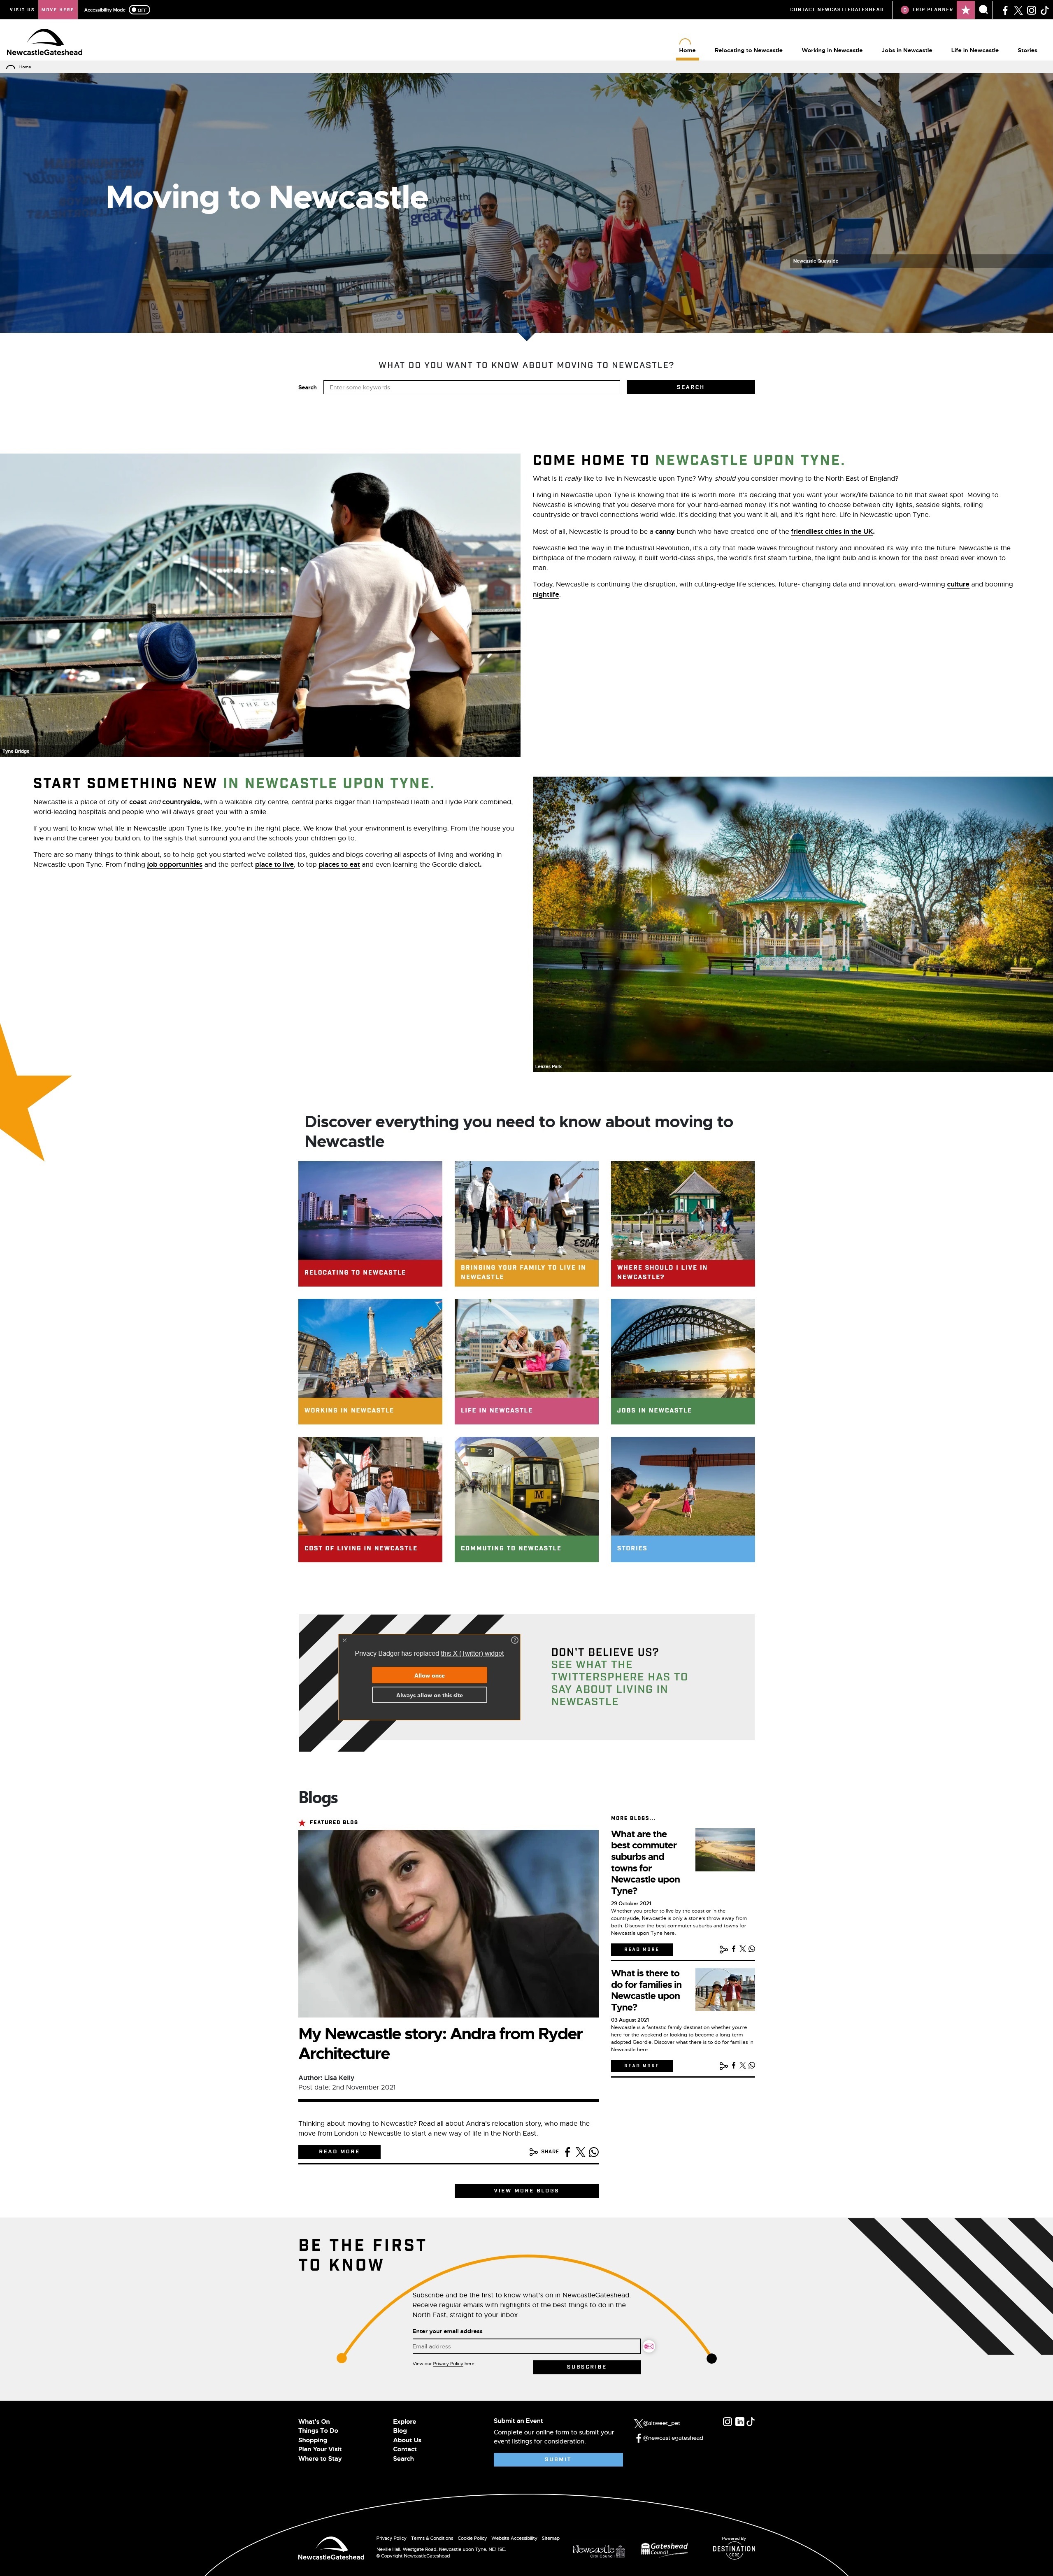 VISIT US
MOVE HERE
Accessibility Mode
OFF
CONTACT NEWCASTLEGATESHEAD
0
TRIP PLANNER
NewcastleGateshead
Home
Relocating to Newcastle
Working in Newcastle
Jobs in Newcastle
Life in Newcastle
Stories
Home
Moving to Newcastle
Newcastle Quayside
WHAT DO YOU WANT TO KNOW ABOUT MOVING TO NEWCASTLE?
Search
Enter some keywords
SEARCH
Tyne Bridge
COME HOME TO NEWCASTLE UPON TYNE.
What is it really like to live in Newcastle upon Tyne? Why should you consider moving to the North East of England?
Living in Newcastle upon Tyne is knowing that life is worth more. It's deciding that you want your work/life balance to hit that sweet spot. Moving to
Newcastle is knowing that you deserve more for your hard-earned money. It's not wanting to choose between city lights, seaside sights, rolling
countryside or travel connections world-wide. It's deciding that you want it all, and it's right here. Life in Newcastle upon Tyne.
Most of all, Newcastle is proud to be a canny bunch who have created one of the friendliest cities in the UK.
Newcastle led the way in the Industrial Revolution, it's a city that made waves throughout history and innovated its way into the future. Newcastle is the
birthplace of the modern railway, it built world-class ships, the world's first steam turbine, the light bulb and is known for the best bread ever known to
man.
Today, Newcastle is continuing the disruption, with cutting-edge life sciences, future- changing data and innovation, award-winning culture and booming
nightlife.
START SOMETHING NEW IN NEWCASTLE UPON TYNE.
Newcastle is a place of city of coast and countryside, with a walkable city centre, central parks bigger than Hampstead Heath and Hyde Park combined,
world-leading hospitals and people who will always greet you with a smile.
If you want to know what life in Newcastle upon Tyne is like, you're in the right place. We know that your environment is everything. From the house you
live in and the career you build on, to the sights that surround you and the schools your children go to.
There are so many things to think about, so to help get you started we've collated tips, guides and blogs covering all aspects of living and working in
Newcastle upon Tyne. From finding job opportunities and the perfect place to live, to top places to eat and even learning the Geordie dialect.
Leazes Park
Discover everything you need to know about moving to
Newcastle
RELOCATING TO NEWCASTLE
BRINGING YOUR FAMILY TO LIVE IN
NEWCASTLE
WHERE SHOULD I LIVE IN
NEWCASTLE?
WORKING IN NEWCASTLE
LIFE IN NEWCASTLE
JOBS IN NEWCASTLE
COST OF LIVING IN NEWCASTLE
COMMUTING TO NEWCASTLE
STORIES
Privacy Badger has replaced this X (Twitter) widget
Allow once
Always allow on this site
DON'T BELIEVE US?
SEE WHAT THE
TWITTERSPHERE HAS TO
SAY ABOUT LIVING IN
NEWCASTLE
Blogs
FEATURED BLOG
My Newcastle story: Andra from Ryder
Architecture
Author: Lisa Kelly
Post date: 2nd November 2021
Thinking about moving to Newcastle? Read all about Andra's relocation story, who made the
move from London to Newcastle to start a new way of life in the North East.
READ MORE
SHARE
MORE BLOGS...
What are the
best commuter
suburbs and
towns for
Newcastle upon
Tyne?
29 October 2021
Whether you prefer to live by the coast or in the
countryside, Newcastle is only a stone's throw away from
both. Discover the best commuter suburbs and towns for
Newcastle upon Tyne here.
READ MORE
What is there to
do for families in
Newcastle upon
Tyne?
03 August 2021
Newcastle is a fantastic family destination whether you're
here for the weekend or looking to become a long-term
adopted Geordie. Discover what there is to do for families in
Newcastle here.
READ MORE
VIEW MORE BLOGS
BE THE FIRST
TO KNOW
Subscribe and be the first to know what's on in NewcastleGateshead.
Receive regular emails with highlights of the best things to do in the
North East, straight to your inbox.
Enter your email address
Email address
View our Privacy Policy here.
SUBSCRIBE
What's On
Things To Do
Shopping
Plan Your Visit
Where to Stay
Explore
Blog
About Us
Contact
Search
Submit an Event
Complete our online form to submit your
event listings for consideration.
SUBMIT
@altweet_pet
@newcastlegateshead
NewcastleGateshead
Privacy Policy Terms & Conditions Cookie Policy Website Accessibility Sitemap
Neville Hall, Westgate Road, Newcastle upon Tyne, NE1 1SE.
© Copyright NewcastleGateshead
Newcastle
City Council
Gateshead
Council
Powered By
DESTINATION
CORE